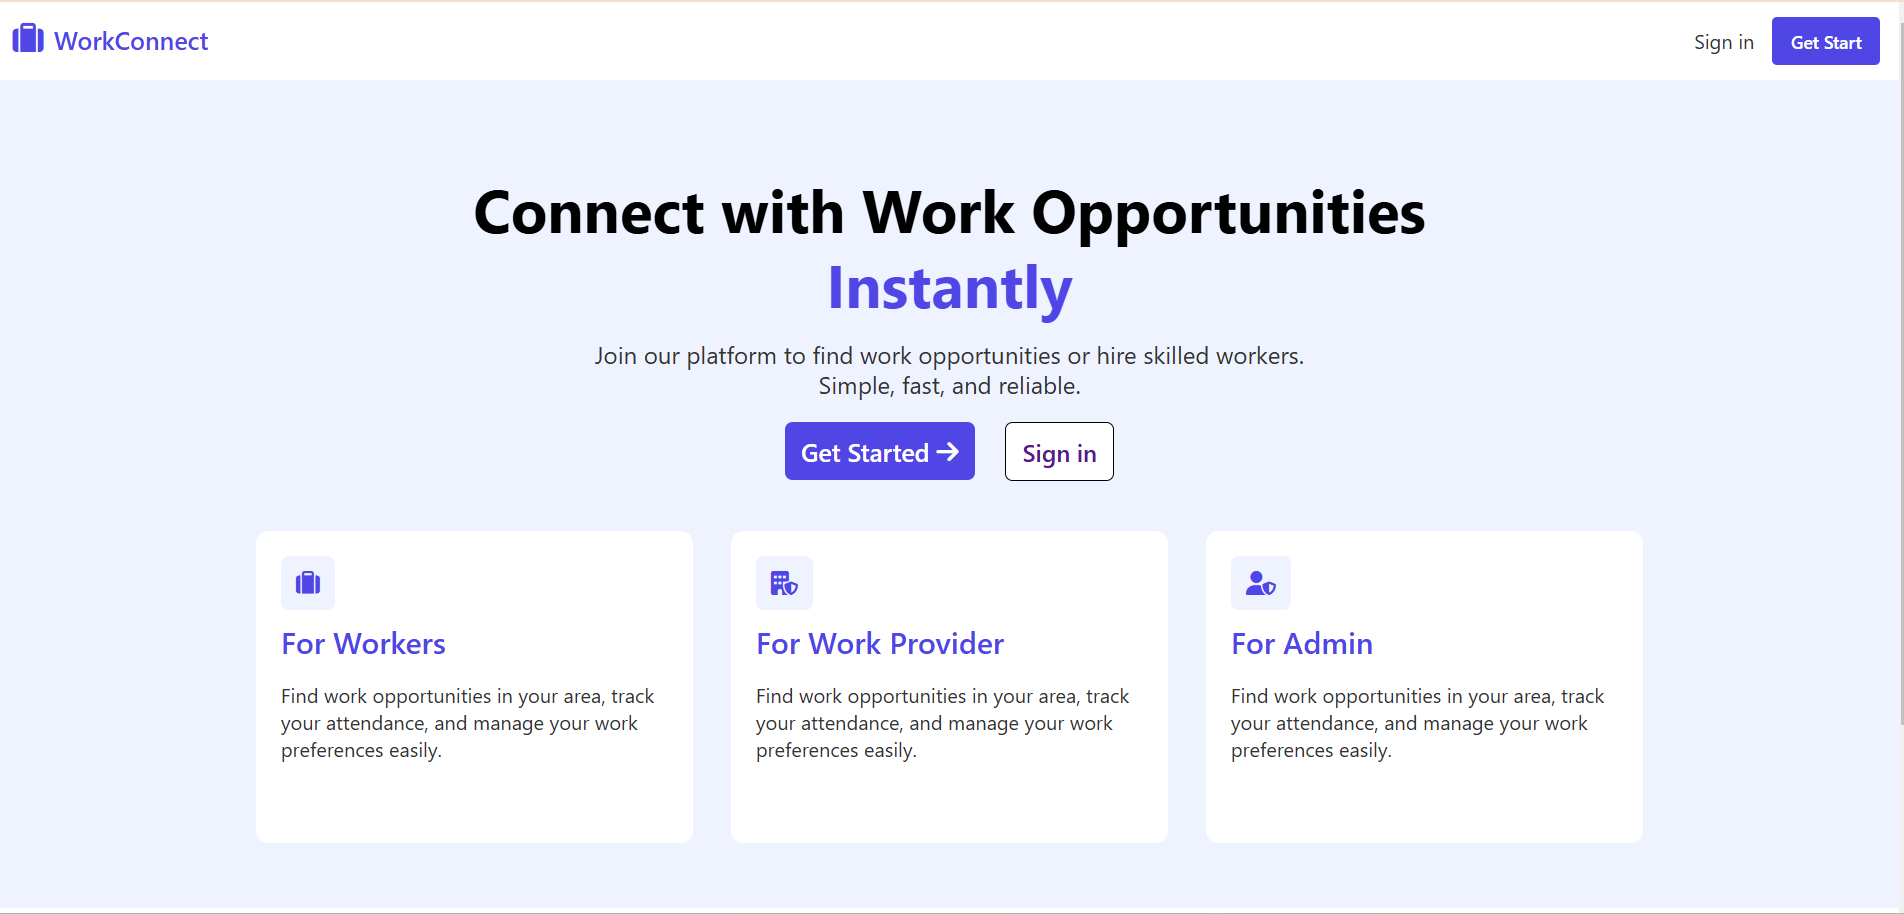 WorkConnect
Sign in
Get Start
Connect with Work Opportunities
Instantly
Join our platform to find work opportunities or hire skilled workers.
Simple, fast, and reliable.
Get Started
Sign in
For Workers
Find work opportunities in your area, track
your attendance, and manage your work
preferences easily.
For Work Provider
Find work opportunities in your area, track
your attendance, and manage your work
preferences easily.
For Admin
Find work opportunities in your area, track
your attendance, and manage your work
preferences easily.